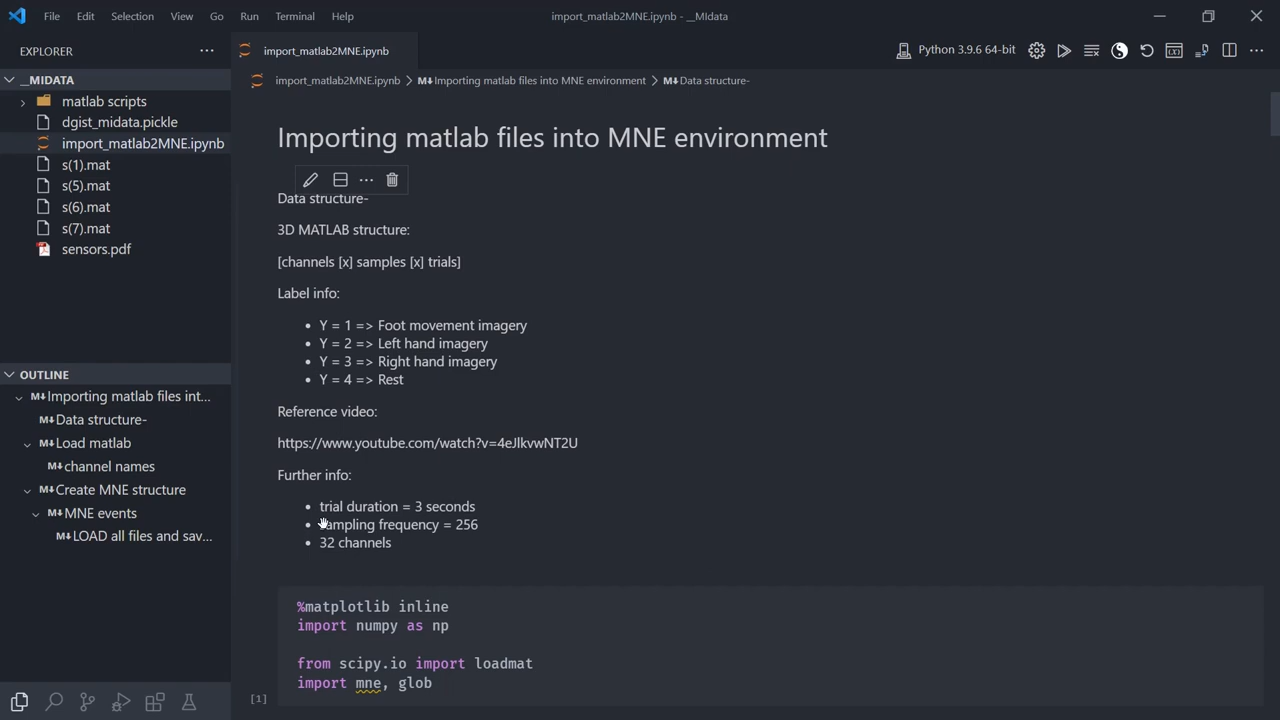 File Edit Selection View Go Run Terminal Help import_matlab2MNE.ipynb - __MIdata
EXPLORER
__MIDATA
matlab scripts
dgist_midata.pickle
import_matlab2MNE.ipynb
s(1).mat
s(5).mat
s(6).mat
s(7).mat
sensors.pdf
OUTLINE
Importing matlab files int...
Data structure-
Load matlab
channel names
Create MNE structure
MNE events
LOAD all files and sav...
import_matlab2MNE.ipynb
Python 3.9.6 64-bit
import_matlab2MNE.ipynb > Importing matlab files into MNE environment > Data structure-
Importing matlab files into MNE environment
Data structure-
3D MATLAB structure:
[channels [x] samples [x] trials]
Label info:
Y = 1 => Foot movement imagery
Y = 2 => Left hand imagery
Y = 3 => Right hand imagery
Y = 4 => Rest
Reference video:
https://www.youtube.com/watch?v=4eJlkvwNT2U
Further info:
trial duration = 3 seconds
sampling frequency = 256
32 channels
%matplotlib inline
import numpy as np
from scipy.io import loadmat
import mne, glob
[1]